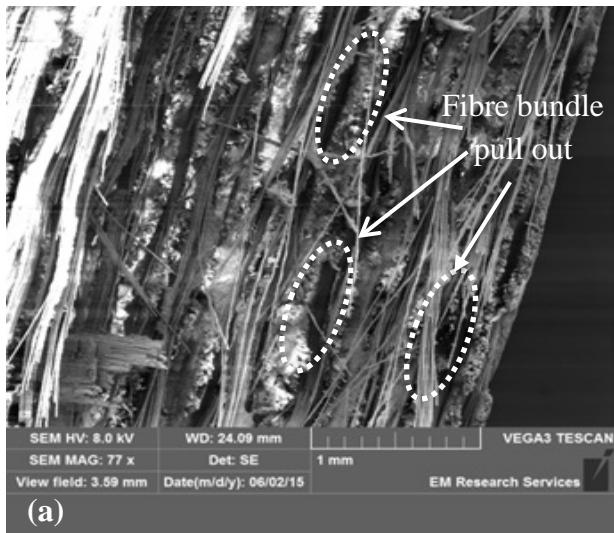 Fibre bundle
pull out
SEM HV: 8.0 kV WD: 24.09 mm VEGA3 TESCAN
SEM MAG: 77 x Det: SE 1 mm
View field: 3.59 mm Date(m/d/y): 06/02/15 EM Research Services
(a)